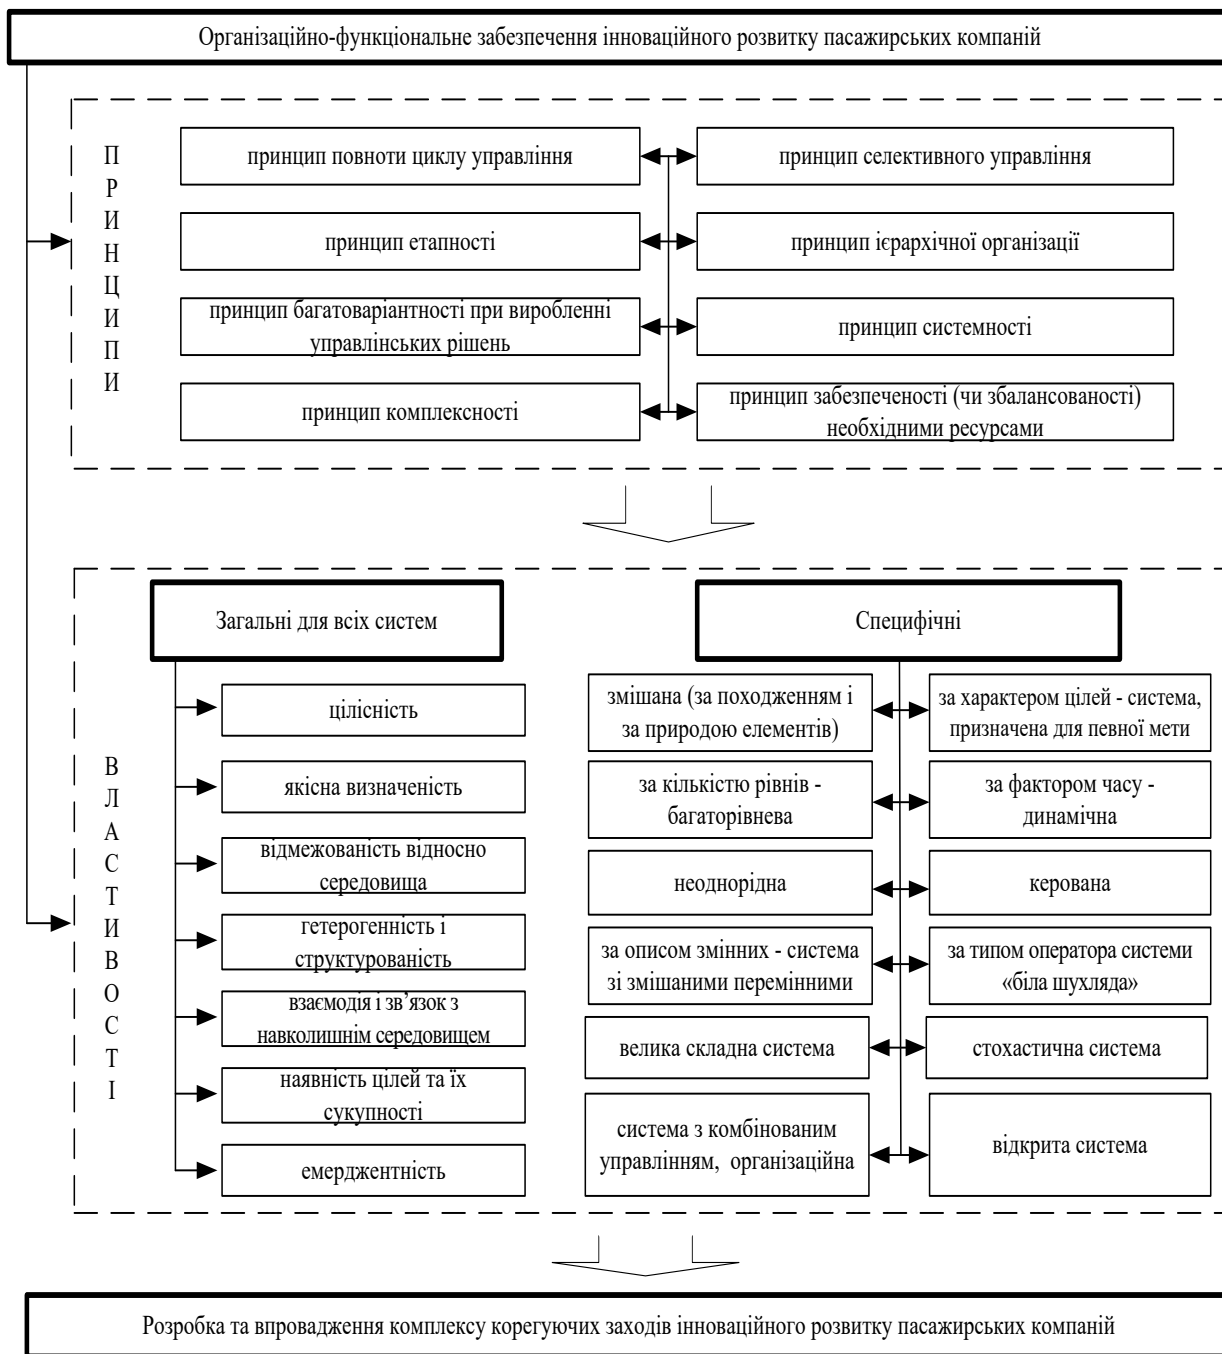 Організаційно-функціональне забезпечення інноваційного розвитку пасажирських компаній
ПРИНЦИПИ
принцип повноти циклу управління
принцип селективного управління
принцип етапності
принцип ієрархічної організації
принцип багатоваріантності при виробленні
управлінських рішень
принцип системності
принцип комплексності
принцип забезпеченості (чи збалансованості)
необхідними ресурсами
ВЛАСТИВОСТІ
Загальні для всіх систем
цілісність
якісна визначеність
відмежованість відносно
середовища
гетерогенність і
структурованість
взаємодія і зв’язок з
навколишнім середовищем
наявність цілей та їх
сукупності
емерджентність
Специфічні
змішана (за походженням і
за природою елементів)
за характером цілей - система,
призначена для певної мети
за кількістю рівнів -
багаторівнева
за фактором часу -
динамічна
неоднорідна
керована
за описом змінних - система
зі змішаними перемінними
за типом оператора системи
«біла шухляда»
велика складна система
стохастична система
система з комбінованим
управлінням, організаційна
відкрита система
Розробка та впровадження комплексу корегуючих заходів інноваційного розвитку пасажирських компаній